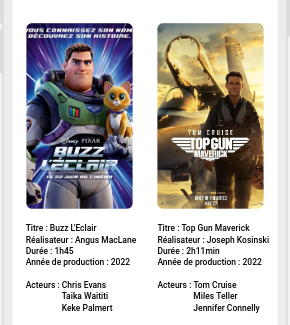 VOUS CONNAISSEZ SON NOM
DÉCOUVREZ SON HISTOIRE.
DISNEY PIXAR
BUZZ
L'ÉCLAIR
LE 22 JUIN AU CINÉMA
TOM CRUISE
TOP GUN
MAVERICK
ONLY IN THEATRES
MAY 27
Titre : Buzz L'Eclair
Réalisateur : Angus MacLane
Durée : 1h45
Année de production : 2022
Acteurs : Chris Evans
Taika Waititi
Keke Palmert
Titre : Top Gun Maverick
Réalisateur : Joseph Kosinski
Durée : 2h11min
Année de production : 2022
Acteurs : Tom Cruise
Miles Teller
Jennifer Connelly